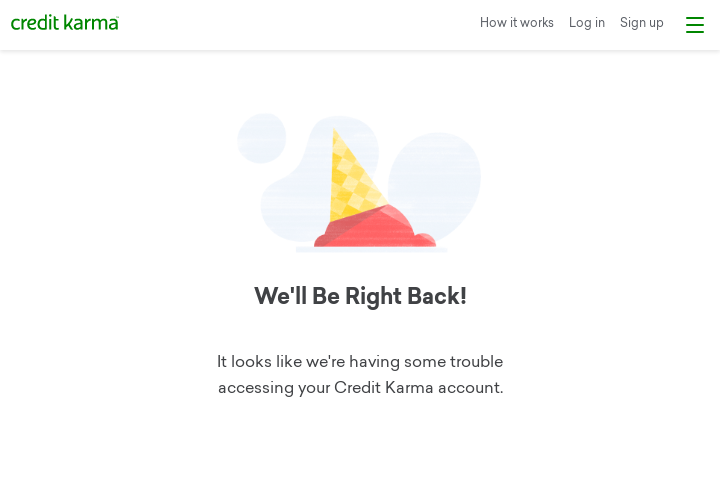 credit karma
How it works Log in Sign up
We'll Be Right Back!
It looks like we're having some trouble
accessing your Credit Karma account.